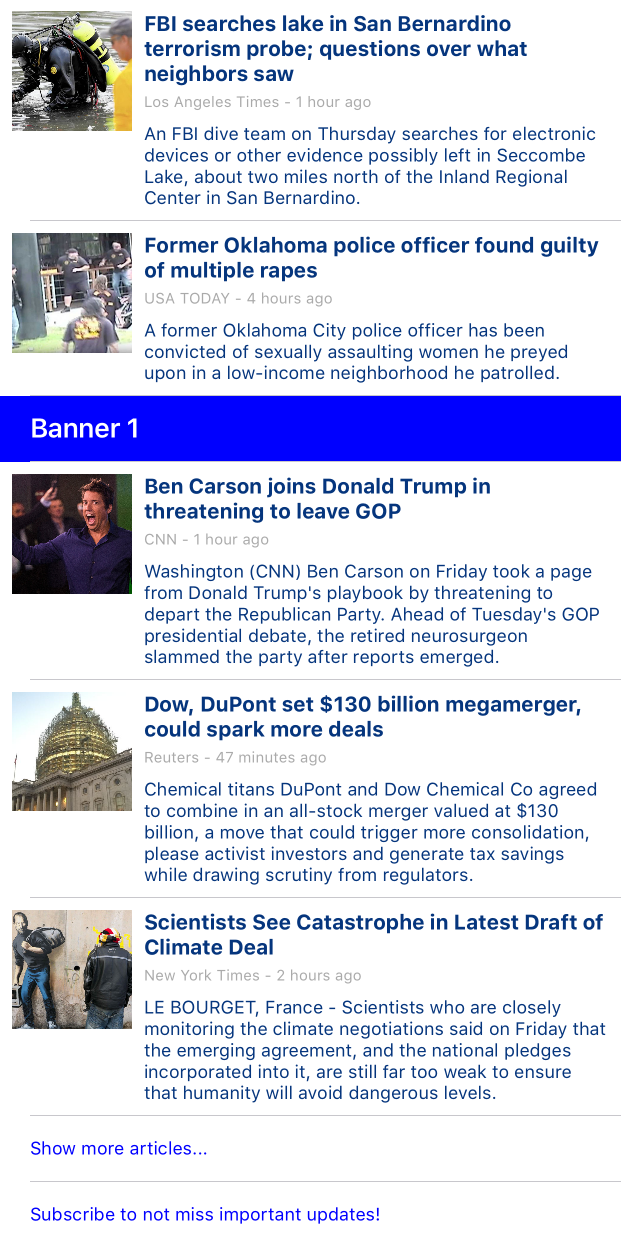 FBI searches lake in San Bernardino
terrorism probe; questions over what
neighbors saw
Los Angeles Times - 1 hour ago
An FBI dive team on Thursday searches for electronic
devices or other evidence possibly left in Seccombe
Lake, about two miles north of the Inland Regional
Center in San Bernardino.
Former Oklahoma police officer found guilty
of multiple rapes
USA TODAY - 4 hours ago
A former Oklahoma City police officer has been
convicted of sexually assaulting women he preyed
upon in a low-income neighborhood he patrolled.
Banner 1
Ben Carson joins Donald Trump in
threatening to leave GOP
CNN - 1 hour ago
Washington (CNN) Ben Carson on Friday took a page
from Donald Trump's playbook by threatening to
depart the Republican Party. Ahead of Tuesday's GOP
presidential debate, the retired neurosurgeon
slammed the party after reports emerged.
Dow, DuPont set $130 billion megamerger,
could spark more deals
Reuters - 47 minutes ago
Chemical titans DuPont and Dow Chemical Co agreed
to combine in an all-stock merger valued at $130
billion, a move that could trigger more consolidation,
please activist investors and generate tax savings
while drawing scrutiny from regulators.
Scientists See Catastrophe in Latest Draft of
Climate Deal
New York Times - 2 hours ago
LE BOURGET, France - Scientists who are closely
monitoring the climate negotiations said on Friday that
the emerging agreement, and the national pledges
incorporated into it, are still far too weak to ensure
that humanity will avoid dangerous levels.
Show more articles...
Subscribe to not miss important updates!